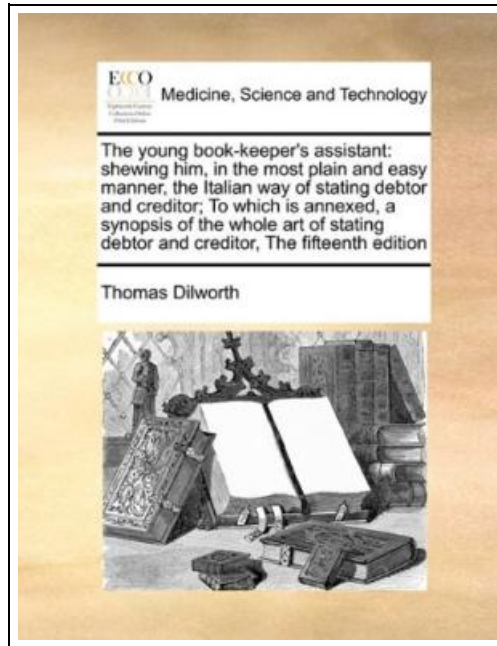 ECCO
Medicine, Science and Technology
The young book-keeper's assistant:
shewing him, in the most plain and easy
manner, the Italian way of stating debtor
and creditor; To which is annexed, a
synopsis of the whole art of stating
debtor and creditor, The fifteenth edition
Thomas Dilworth